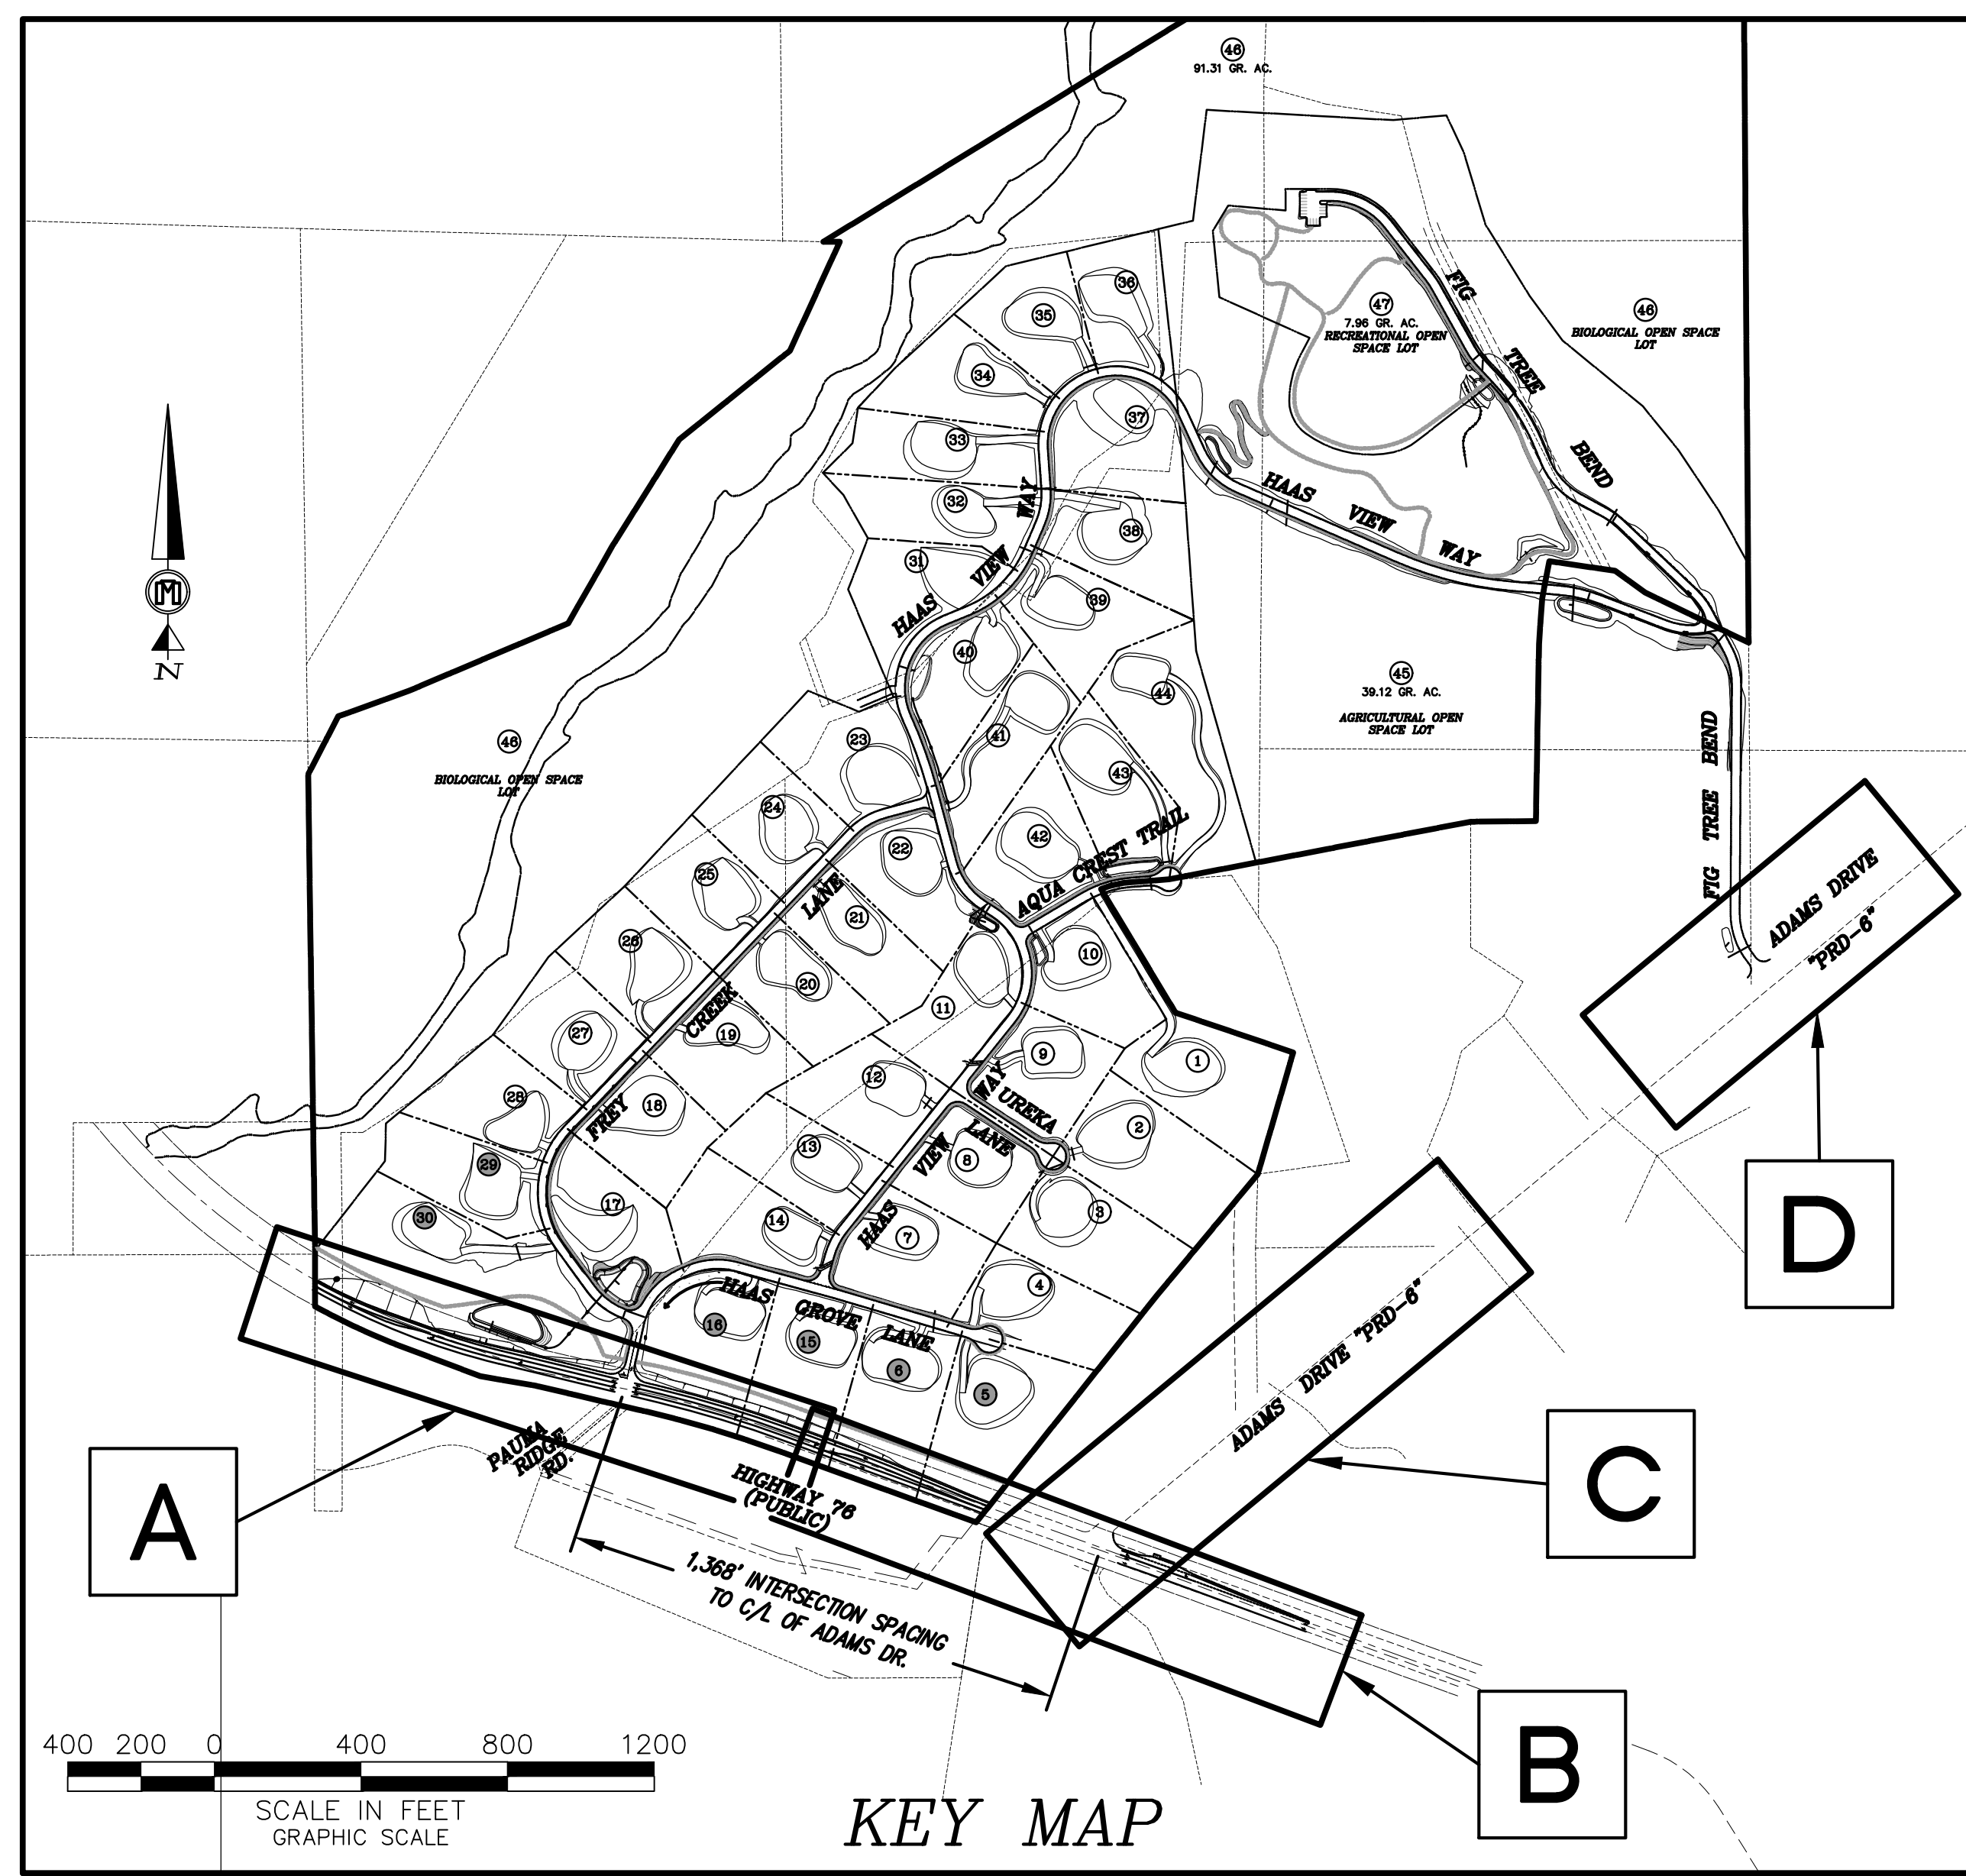 46
91.31 GR. AC.
36
35
47
7.96 GR. AC.
RECREATIONAL OPEN
SPACE LOT
46
BIOLOGICAL OPEN SPACE
LOT
FIG TREE BEND
34
37
33
32
38
HAAS VIEW WAY
31
39
HAAS VIEW WAY
40
44
45
39.12 GR. AC.
AGRICULTURAL OPEN
SPACE LOT
N
46
BIOLOGICAL OPEN SPACE
LOT
23
41
43
FIG TREE BEND
24
42
22
AQUA CREST TRAIL
25
21
LANE
ADAMS DRIVE
"PRD-6"
26
20
10
11
CREEK
19
27
9
1
12
WAY
UREKA
LANE
28
18
FREY
2
13
8
VIEW
29
17
3
30
14
7
HAAS
D
4
16
15
6
5
HAAS GROVE LANE
ADAMS DRIVE "PRD-6"
PAUMA
RIDGE
RD.
HIGHWAY 76
(PUBLIC)
A
C
1,368' INTERSECTION SPACING
TO C/L OF ADAMS DR.
B
400 200 0 400 800 1200
SCALE IN FEET
GRAPHIC SCALE
KEY MAP